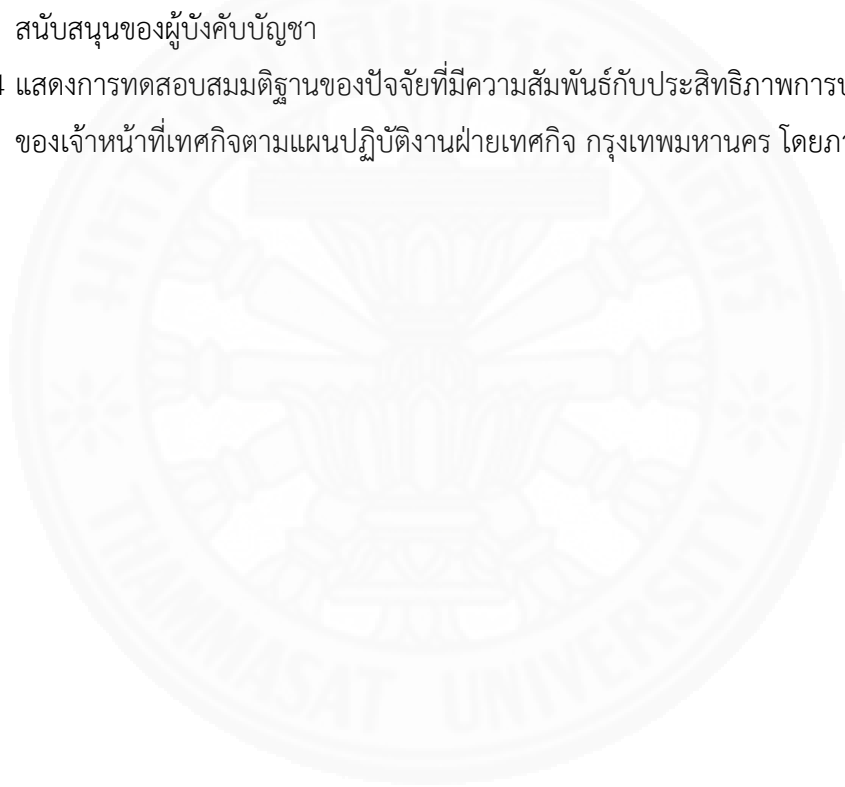 สนับสนุนของผู้บังคับบัญชา
4 แสดงการทดสอบสมมติฐานของปัจจัยที่มีความสัมพันธ์กับประสิทธิภาพการ
ของเจ้าหน้าที่เทศกิจตามแผนปฏิบัติงานฝ่ายเทศกิจ กรุงเทพมหานคร โดยภา
THAMMASAT UNIVERSITY